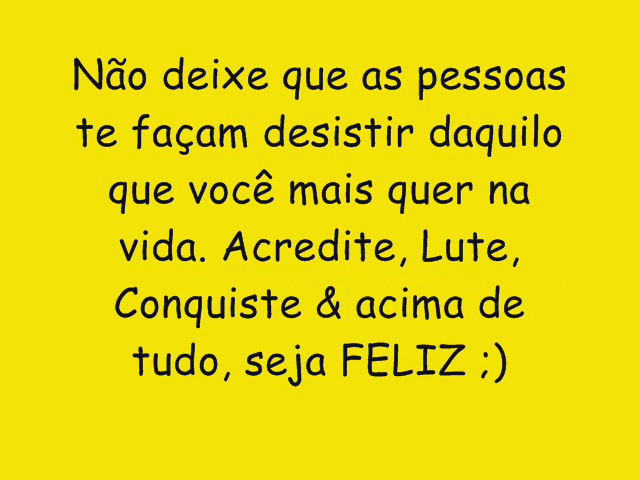 Não deixe que as pessoas
te façam desistir daquilo
que você mais quer na
vida. Acredite, Lute,
Conquiste & acima de
tudo, seja FELIZ ;)